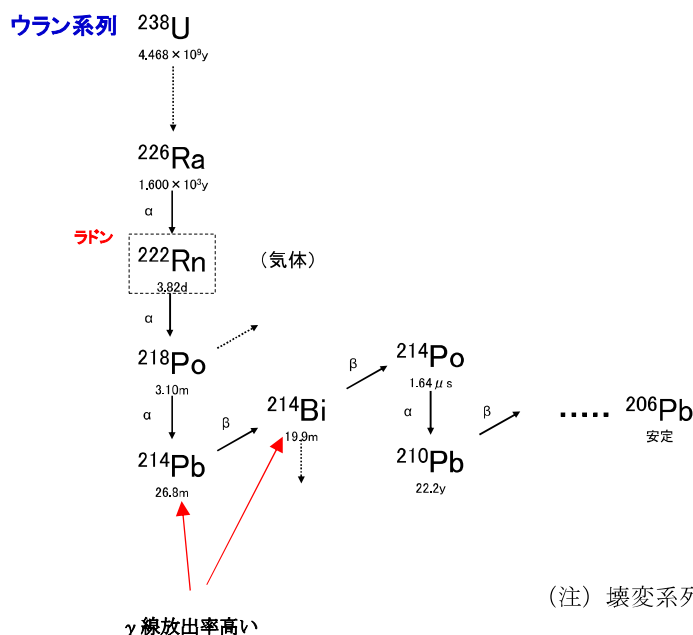 ウラン系列
²³⁸U
4.468×10⁹y
²²⁶Ra
1.600×10³y
α
ラドン
²²²Rn
(気体)
3.82d
α
²¹⁸Po
3.10m
α
²¹⁴Pb
26.8m
β
²¹⁴Bi
19.9m
β
²¹⁴Po
1.64μs
α
²¹⁰Pb
22.2y
β
.....
²⁰⁶Pb
安定
(注) 壊変系列
γ線放出率高い